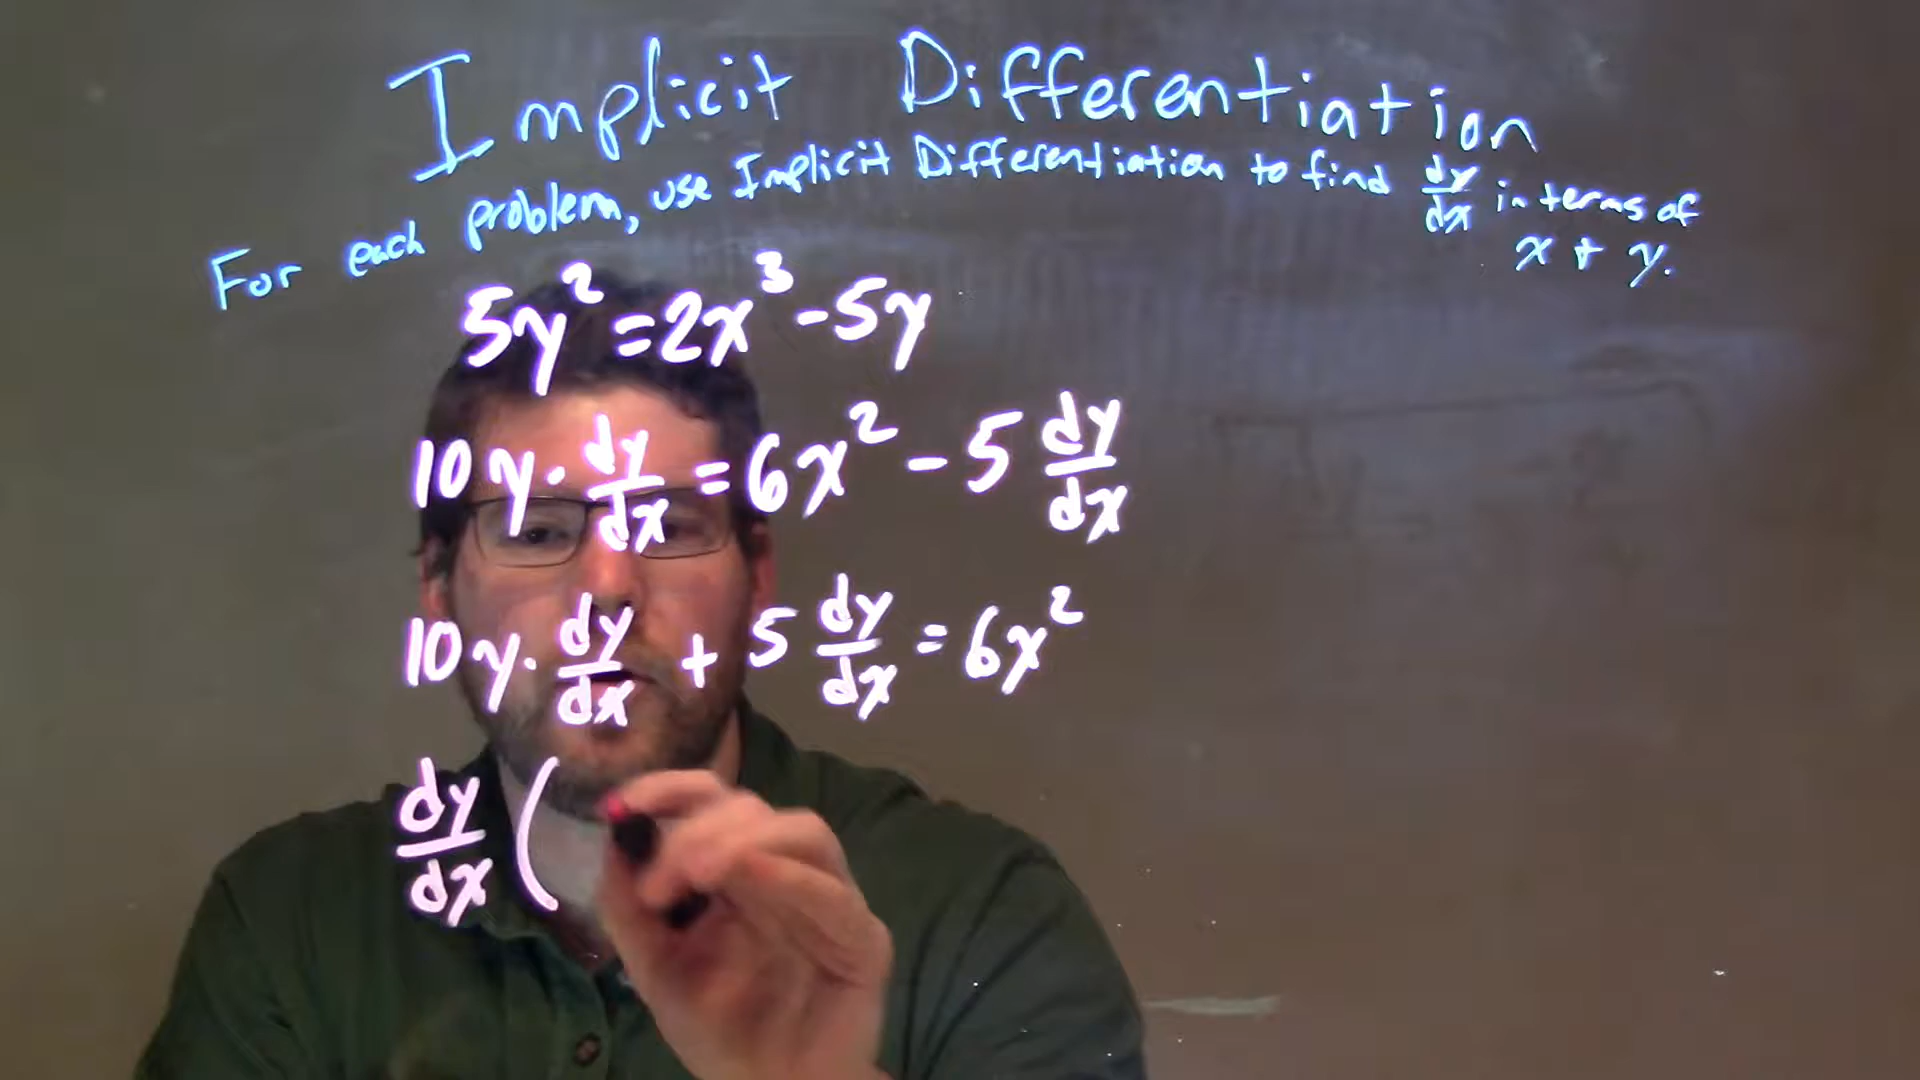 Implicit Differentiation
For each problem, use Implicit Differentiation to find dy/dx in terms of x + y.
5y² = 2x³ - 5y
10y · dy/dx = 6x² - 5 dy/dx
10y · dy/dx + 5 dy/dx = 6x²
dy/dx (